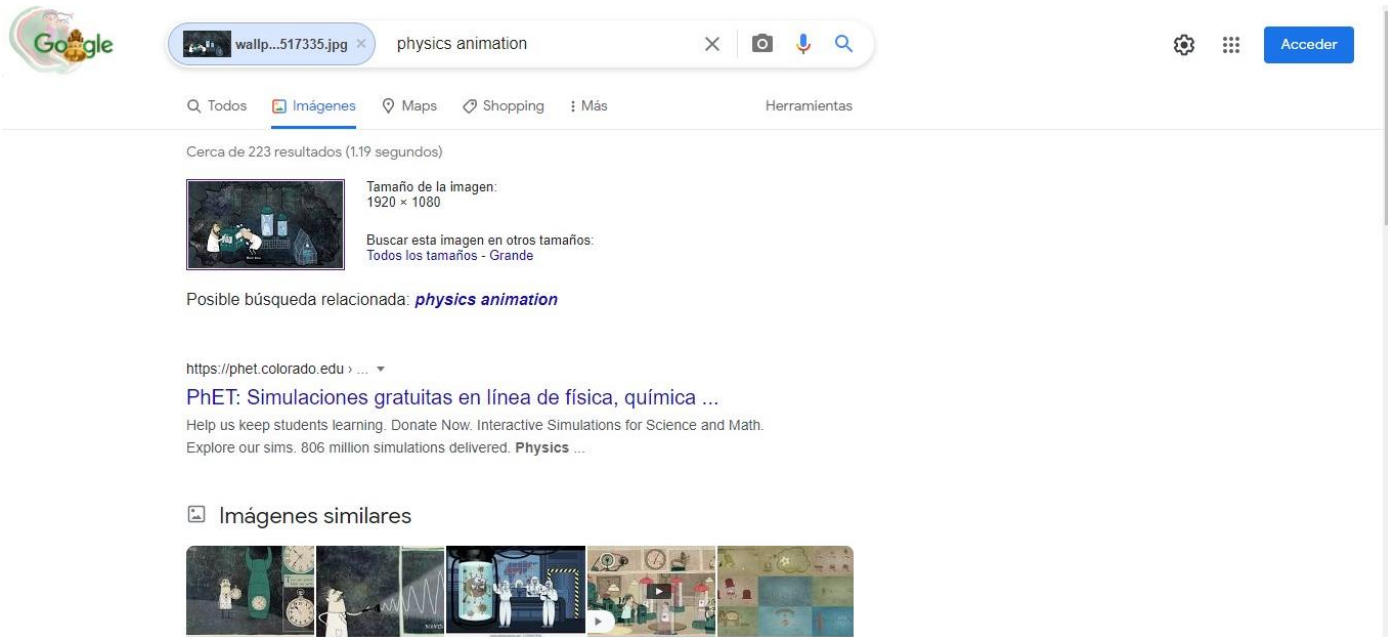 Google
wallp...517335.jpg × physics animation
Acceder
Todos Imágenes Maps Shopping Más Herramientas
Cerca de 223 resultados (1.19 segundos)
Tamaño de la imagen:
1920 × 1080
Buscar esta imagen en otros tamaños:
Todos los tamaños - Grande
Posible búsqueda relacionada: physics animation
https://phet.colorado.edu › ...
PhET: Simulaciones gratuitas en línea de física, química ...
Help us keep students learning. Donate Now. Interactive Simulations for Science and Math.
Explore our sims. 806 million simulations delivered. Physics ...
Imágenes similares